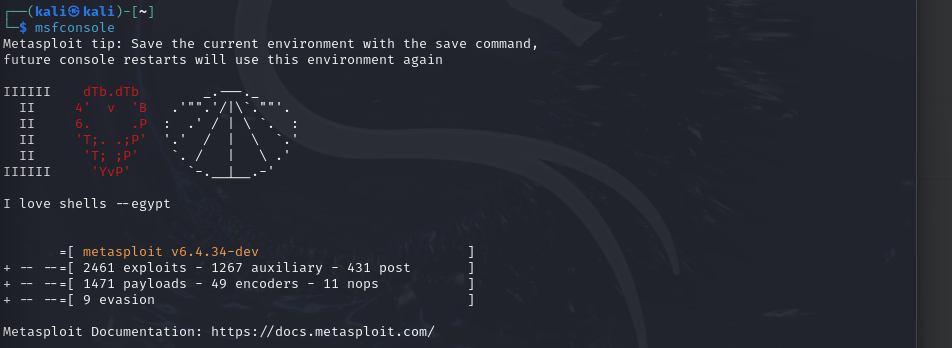 ┌──(kali㉿kali)-[~]
└─$ msfconsole
Metasploit tip: Save the current environment with the save command,
future console restarts will use this environment again

IIIIII    dTb.dTb        _.---._
  II     4'  v  'B   .'"".'/|\`.""'.
  II     6.     .P  :  .' / | \ `.  :
  II     'T;. .;P'  '.'  /  |  \  `.'
  II      'T; ;P'    `. /   |   \ .'
IIIIII     'YvP'       `-.__|__.-'

I love shells --egypt


       =[ metasploit v6.4.34-dev                          ]
+ -- --=[ 2461 exploits - 1267 auxiliary - 431 post       ]
+ -- --=[ 1471 payloads - 49 encoders - 11 nops           ]
+ -- --=[ 9 evasion                                       ]

Metasploit Documentation: https://docs.metasploit.com/